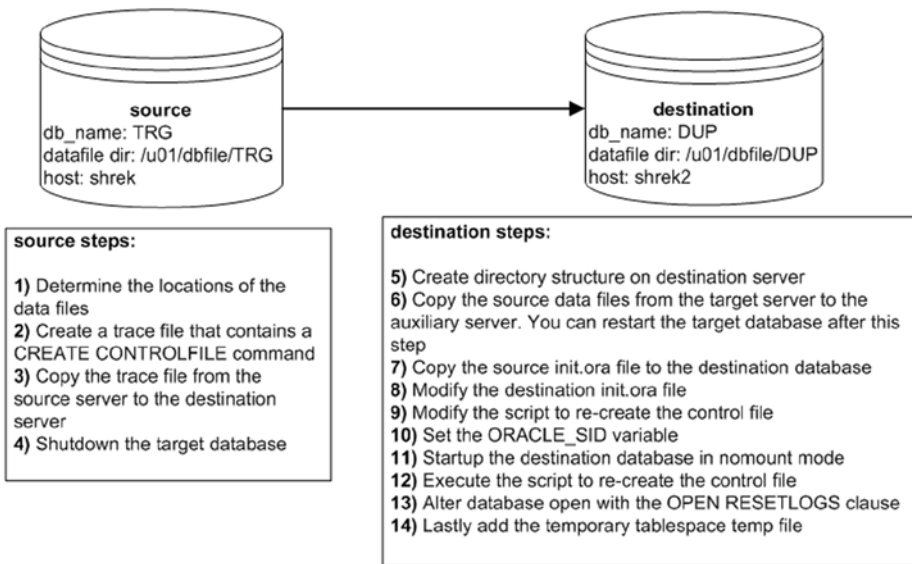 source
db_name: TRG
datafile dir: /u01/dbfile/TRG
host: shrek
destination
db_name: DUP
datafile dir: /u01/dbfile/DUP
host: shrek2
source steps:
1) Determine the locations of the
data files
2) Create a trace file that contains a
CREATE CONTROLFILE command
3) Copy the trace file from the
source server to the destination
server
4) Shutdown the target database
destination steps:
5) Create directory structure on destination server
6) Copy the source data files from the target server to the
auxiliary server. You can restart the target database after this
step
7) Copy the source init.ora file to the destination database
8) Modify the destination init.ora file
9) Modify the script to re-create the control file
10) Set the ORACLE_SID variable
11) Startup the destination database in nomount mode
12) Execute the script to re-create the control file
13) Alter database open with the OPEN RESETLOGS clause
14) Lastly add the temporary tablespace temp file